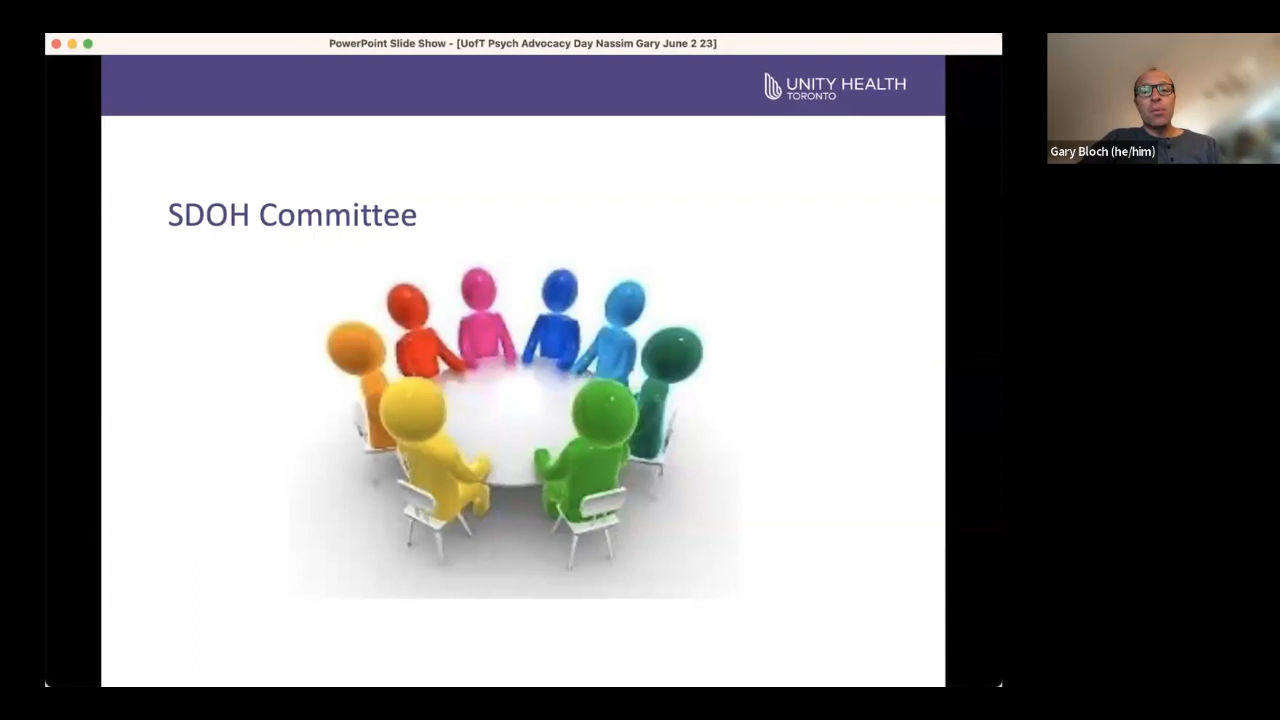 PowerPoint Slide Show - [UofT Psych Advocacy Day Nassim Gary June 2 23]
UNITY HEALTH
TORONTO
SDOH Committee
Gary Bloch (he/him)